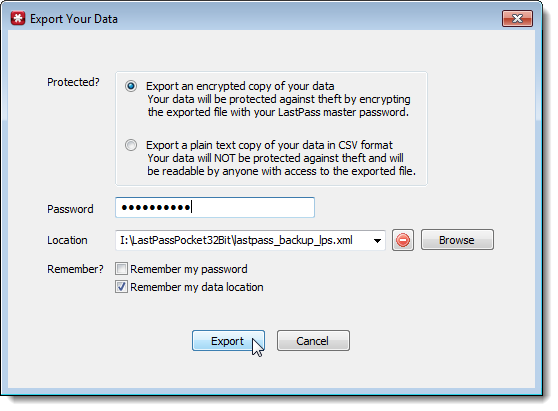 Export Your Data
Protected?
Export an encrypted copy of your data
Your data will be protected against theft by encrypting
the exported file with your LastPass master password.
Export a plain text copy of your data in CSV format
Your data will NOT be protected against theft and will
be readable by anyone with access to the exported file.
Password ●●●●●●●●●●
Location I:\LastPassPocket32Bit\lastpass_backup_lps.xml Browse
Remember? Remember my password
Remember my data location
Export Cancel